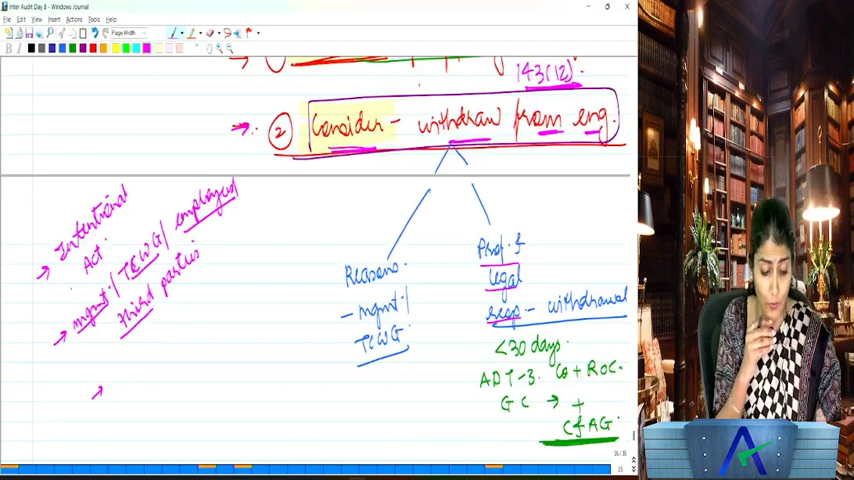 Inter Audit Day 8 - Windows Journal
File Edit View Insert Actions Tools Help
Page Width
143(12).
② Consider - withdraw from eng.
→ Intentional
Act.
→ mgmt./TCWG/employees
third parties
Reasons.
- mgmt./
TCWG.
Prof. &
legal
resp - withdrawal
<30 days.
ADT-3. Co + ROC.
GC → +
C&AG.